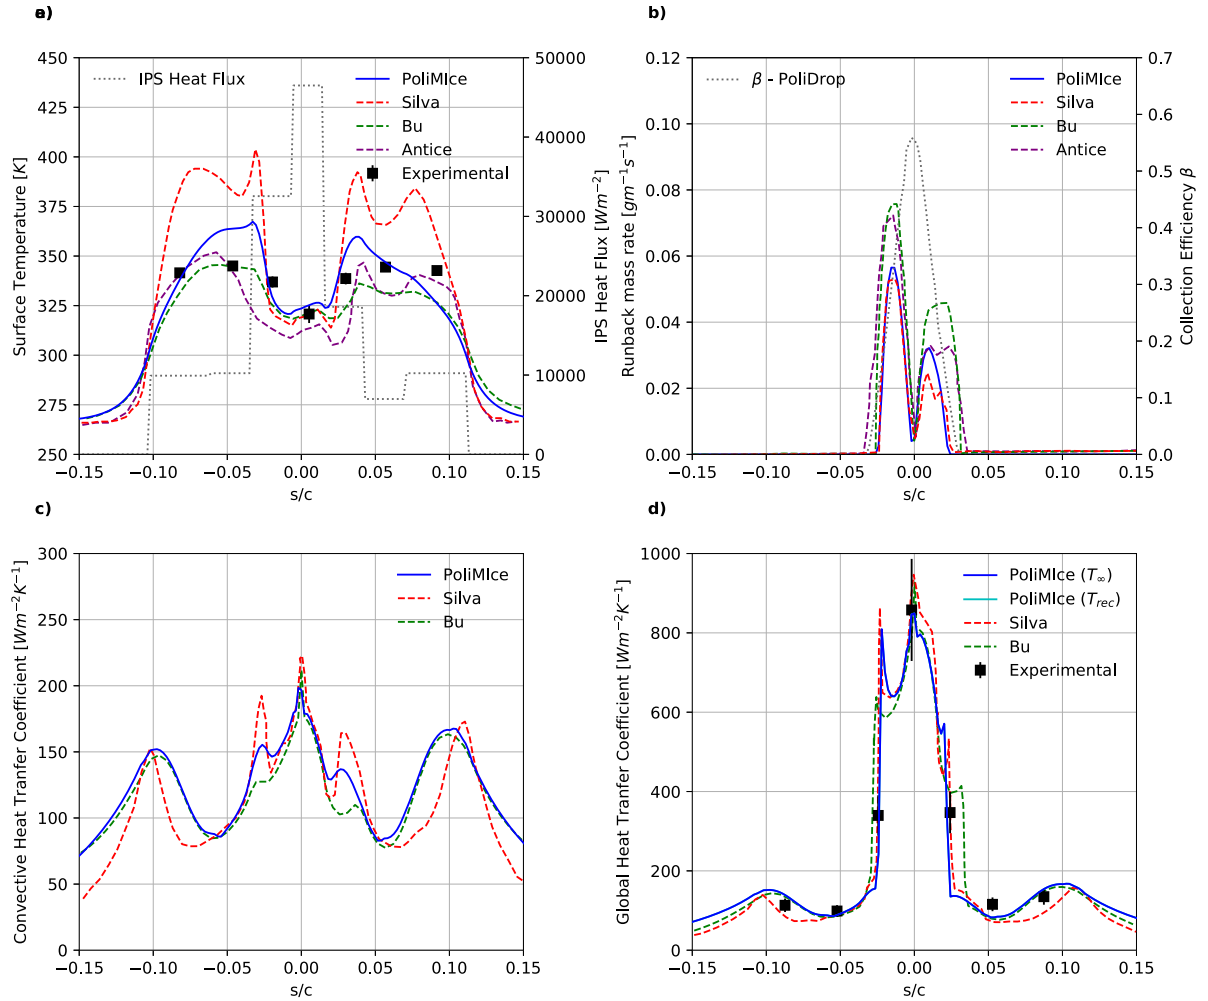 a)
450
425
400
375
350
325
300
275
250
Surface Temperature [K]
IPS Heat Flux
PoliMIce
Silva
Bu
Antice
Experimental
50000
40000
30000
20000
10000
0
IPS Heat Flux [Wm−2]
−0.15 −0.10 −0.05 0.00 0.05 0.10 0.15
s/c
b)
0.12
0.10
0.08
0.06
0.04
0.02
0.00
Runback mass rate [gm−1s−1]
β - PoliDrop
PoliMIce
Silva
Bu
Antice
0.7
0.6
0.5
0.4
0.3
0.2
0.1
0.0
Collection Efficiency β
−0.15 −0.10 −0.05 0.00 0.05 0.10 0.15
s/c
c)
300
250
200
150
100
50
0
Convective Heat Tranfer Coefficient [Wm−2K−1]
PoliMIce
Silva
Bu
−0.15 −0.10 −0.05 0.00 0.05 0.10 0.15
s/c
d)
1000
800
600
400
200
0
Global Heat Tranfer Coefficient [Wm−2K−1]
PoliMIce (T∞)
PoliMIce (Trec)
Silva
Bu
Experimental
−0.15 −0.10 −0.05 0.00 0.05 0.10 0.15
s/c